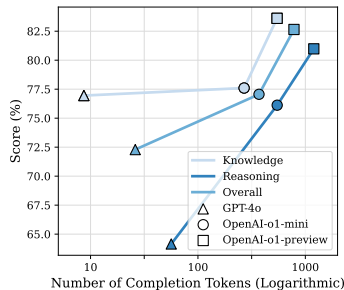 Score (%)
82.5
80.0
77.5
75.0
72.5
70.0
67.5
65.0
Knowledge
Reasoning
Overall
GPT-4o
OpenAI-o1-mini
OpenAI-o1-preview
10
100
1000
Number of Completion Tokens (Logarithmic)